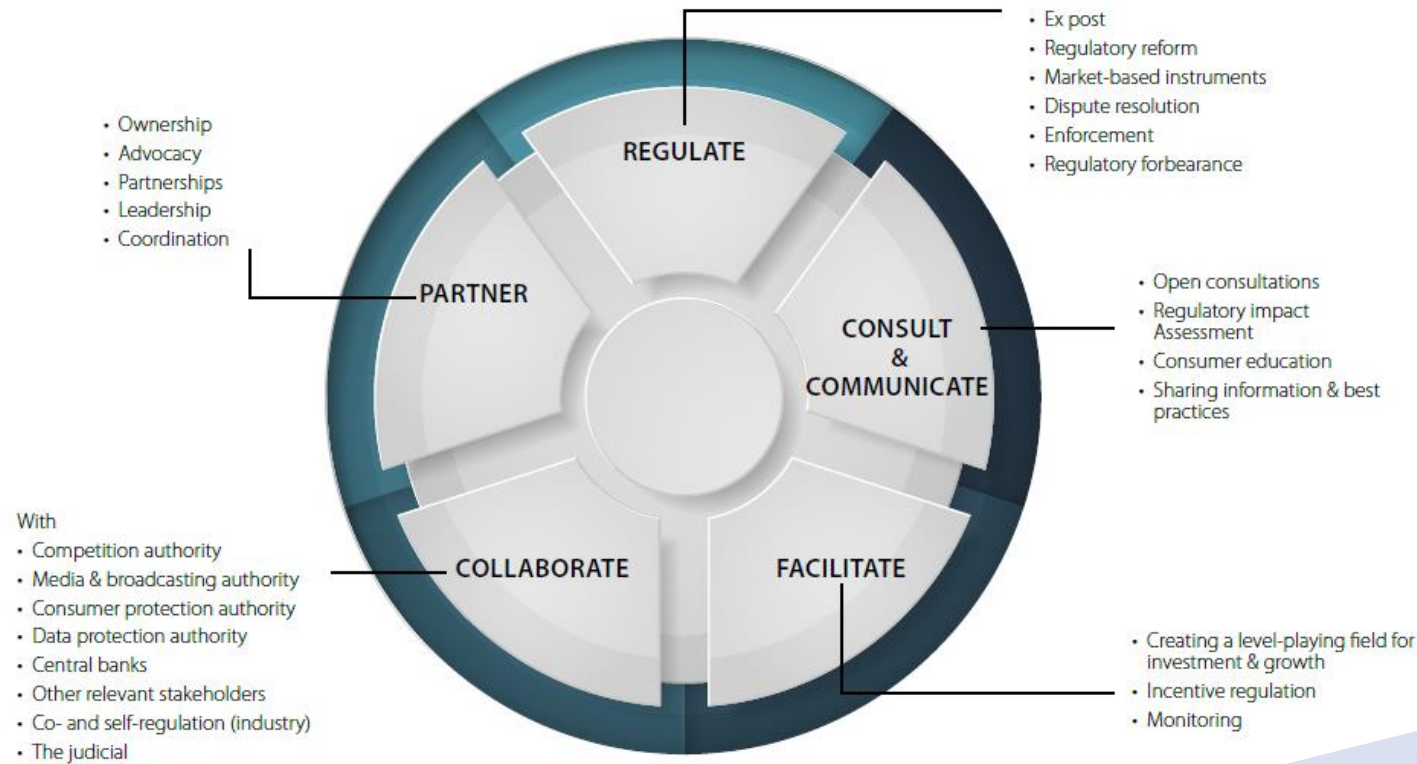 • Ex post
• Regulatory reform
• Market-based instruments
• Dispute resolution
• Enforcement
• Regulatory forbearance
REGULATE
• Ownership
• Advocacy
• Partnerships
• Leadership
• Coordination
PARTNER
CONSULT
&
COMMUNICATE
• Open consultations
• Regulatory impact
Assessment
• Consumer education
• Sharing information & best
practices
With
• Competition authority
• Media & broadcasting authority
• Consumer protection authority
• Data protection authority
• Central banks
• Other relevant stakeholders
• Co- and self-regulation (industry)
• The judicial
COLLABORATE
FACILITATE
• Creating a level-playing field for
investment & growth
• Incentive regulation
• Monitoring